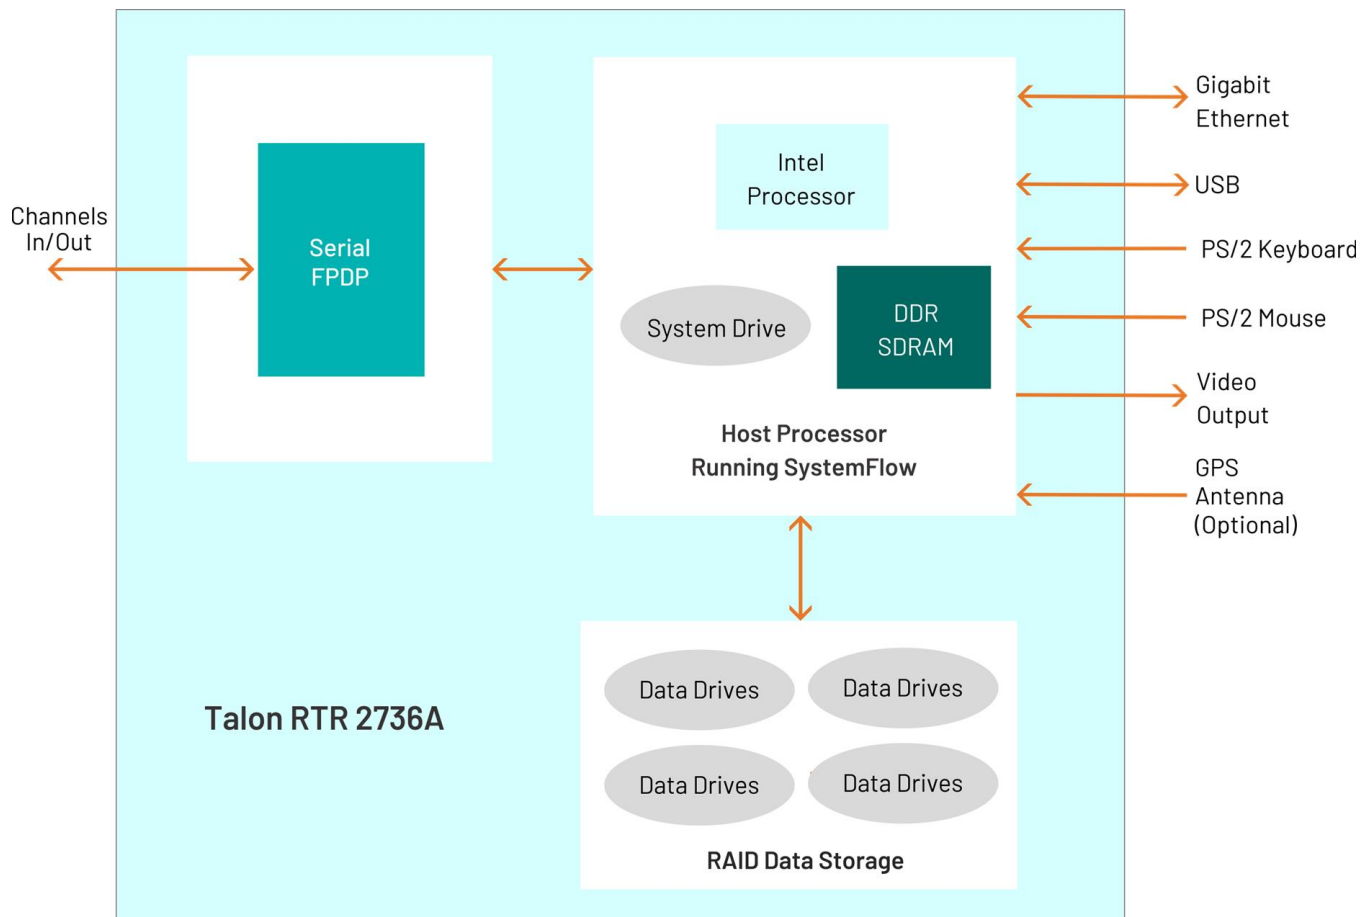 Channels
In/Out
Serial
FPDP
Intel
Processor
System Drive
DDR
SDRAM
Host Processor
Running SystemFlow
Gigabit
Ethernet
USB
PS/2 Keyboard
PS/2 Mouse
Video
Output
GPS
Antenna
(Optional)
Talon RTR 2736A
Data Drives
Data Drives
Data Drives
Data Drives
RAID Data Storage